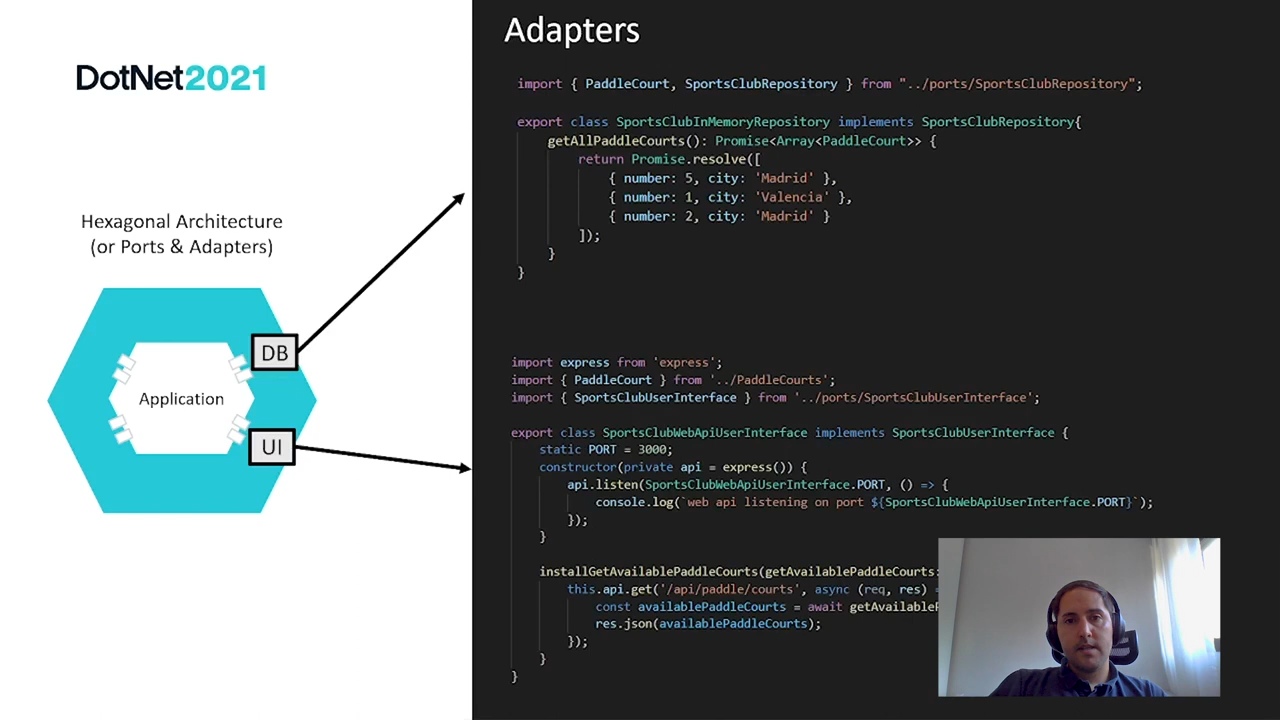 DotNet2021
Hexagonal Architecture
(or Ports & Adapters)
Application
DB
UI
Adapters
import { PaddleCourt, SportsClubRepository } from "../ports/SportsClubRepository";
export class SportsClubInMemoryRepository implements SportsClubRepository{
getAllPaddleCourts(): Promise<Array<PaddleCourt>> {
return Promise.resolve([
{ number: 5, city: 'Madrid' },
{ number: 1, city: 'Valencia' },
{ number: 2, city: 'Madrid' }
]);
}
}
import express from 'express';
import { PaddleCourt } from '../PaddleCourts';
import { SportsClubUserInterface } from '../ports/SportsClubUserInterface';
export class SportsClubWebApiUserInterface implements SportsClubUserInterface {
static PORT = 3000;
constructor(private api = express()) {
api.listen(SportsClubWebApiUserInterface.PORT, () => {
console.log(`web api listening on port ${SportsClubWebApiUserInterface.PORT}`);
});
}
installGetAvailablePaddleCourts(getAvailablePaddleCourts:
this.api.get('/api/paddle/courts', async (req, res) =
const availablePaddleCourts = await getAvailableP
res.json(availablePaddleCourts);
});
}
}